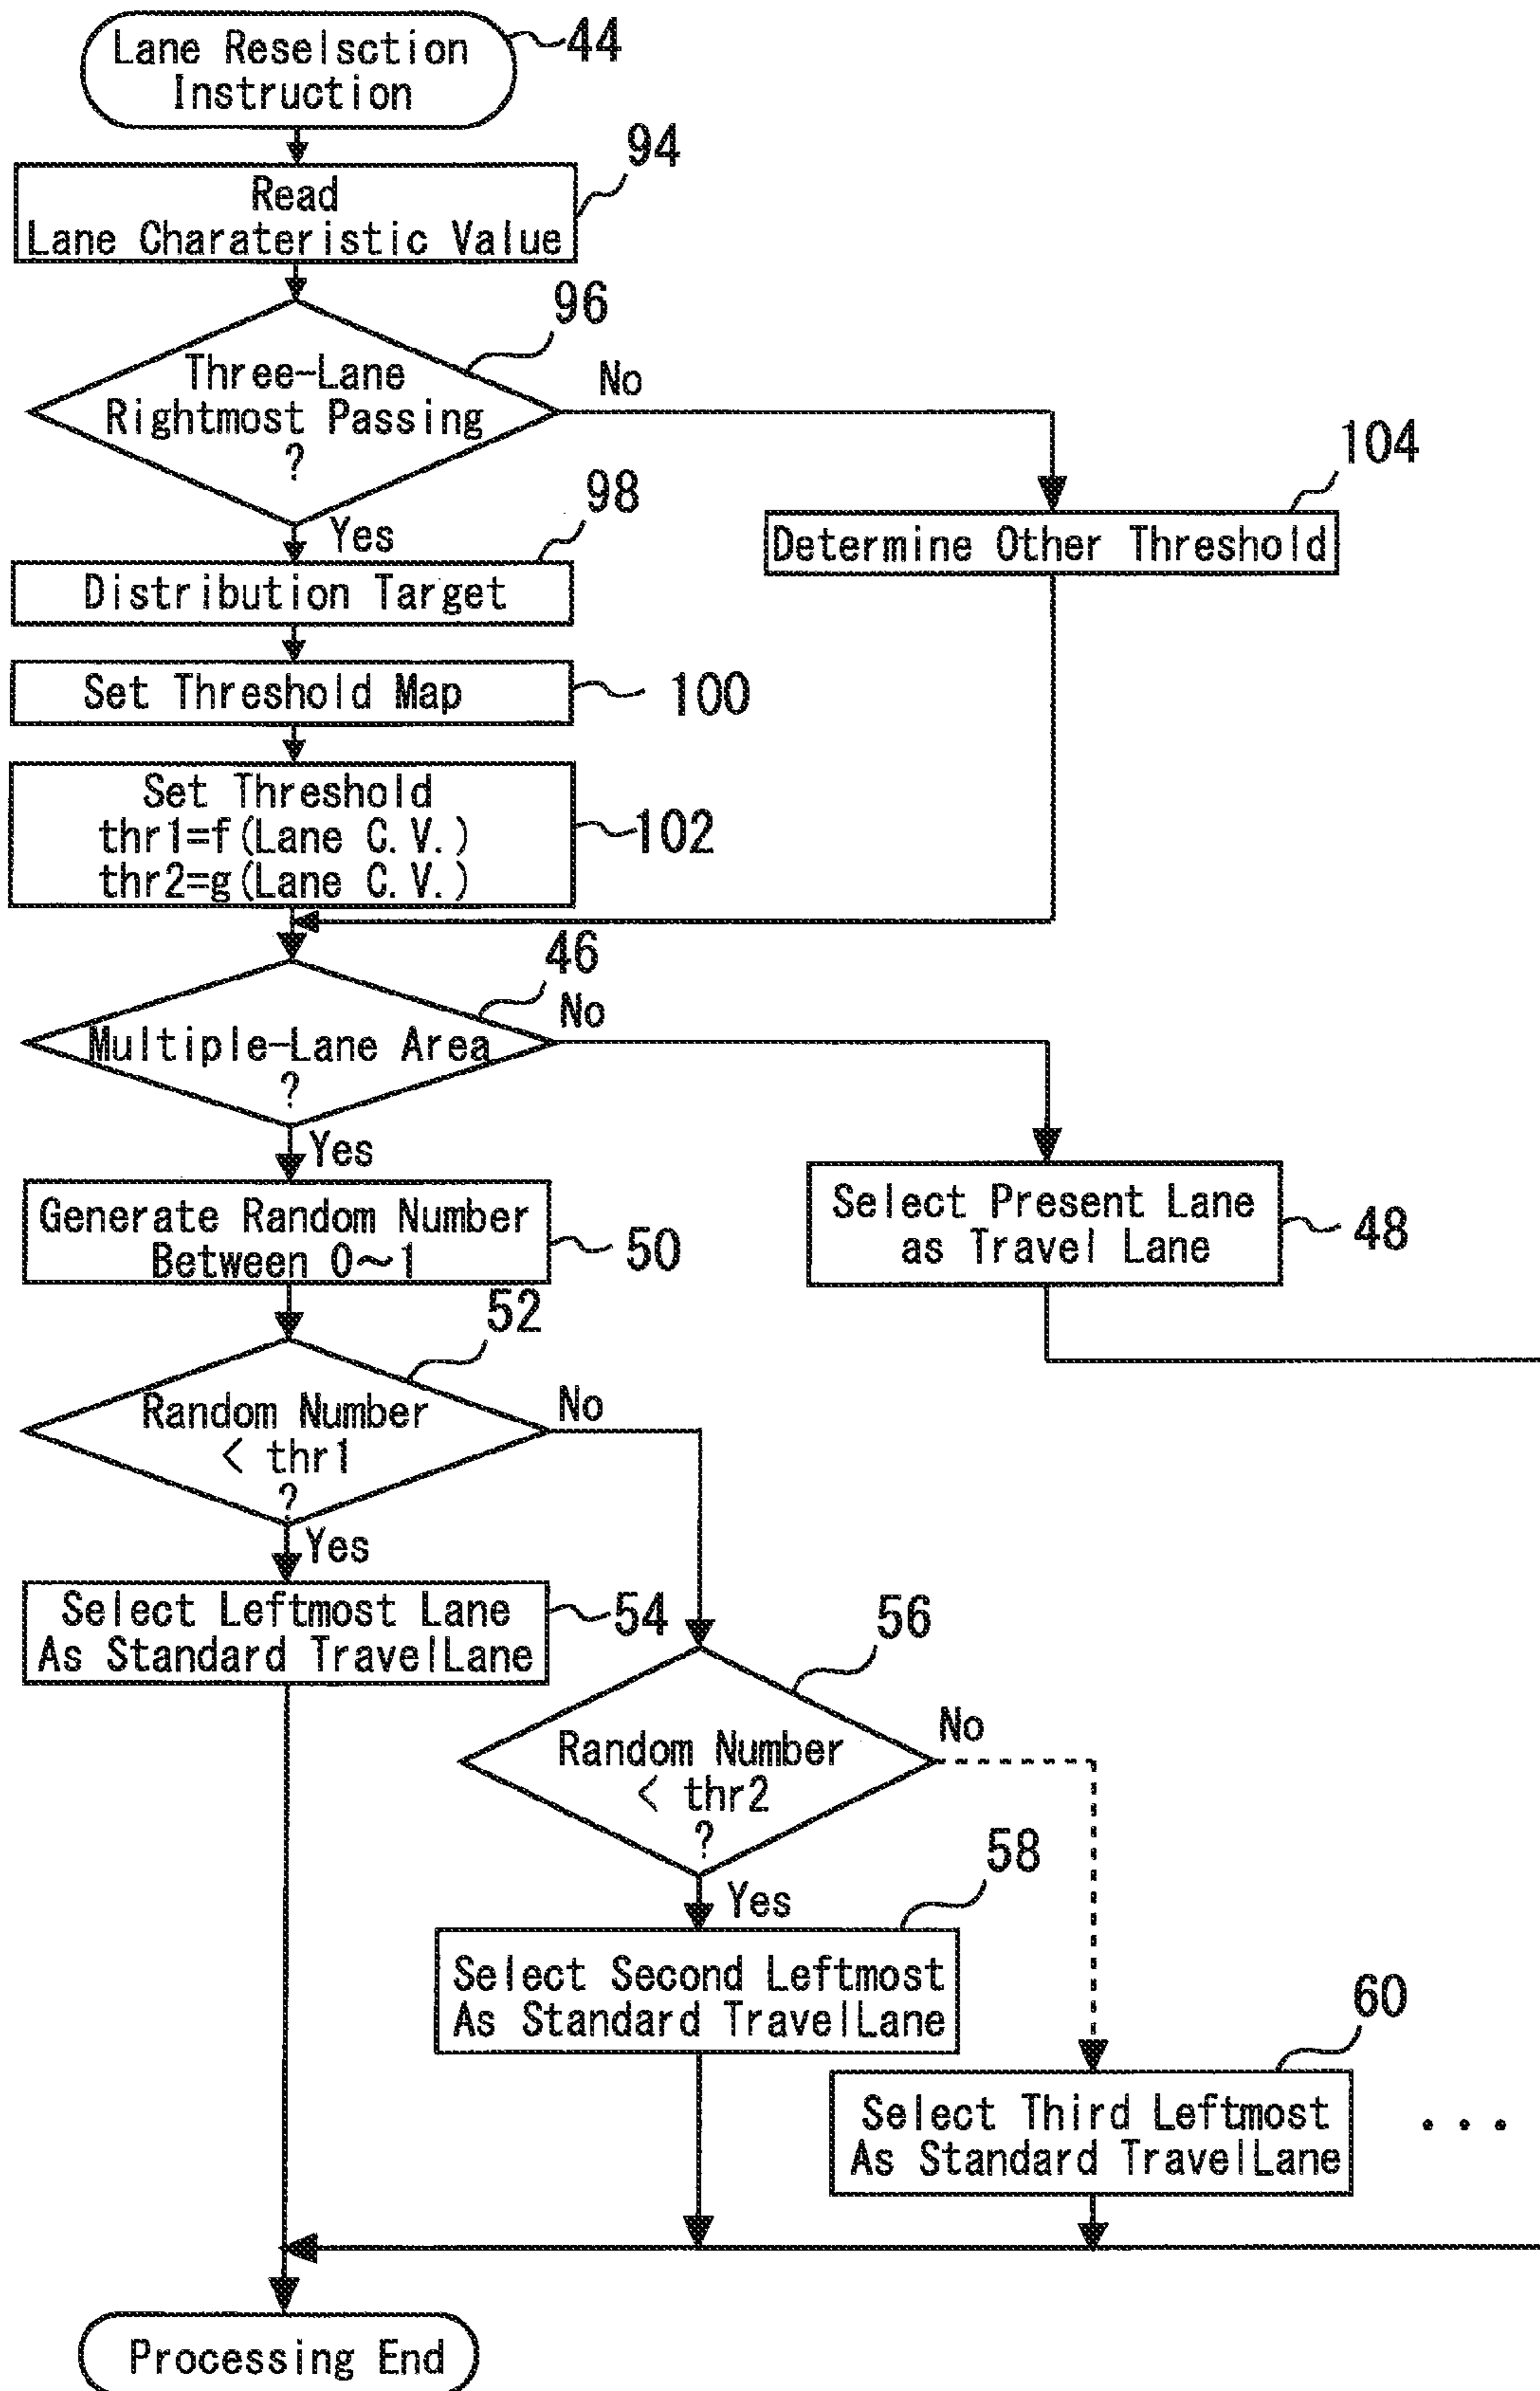 Lane Reselsction
Instruction
44
Read
Lane Charateristic Value
94
Three-Lane
Rightmost Passing
?
96
No
Yes
Distribution Target
98
Determine Other Threshold
104
Set Threshold Map
100
Set Threshold
thr1=f(Lane C.V.)
thr2=g(Lane C.V.)
102
Multiple-Lane Area
?
46
No
Yes
Generate Random Number
Between 0~1
50
Select Present Lane
as Travel Lane
48
Random Number
< thr1
?
52
No
Yes
Select Leftmost Lane
As Standard TravelLane
54
Random Number
< thr2
?
56
No
Yes
Select Second Leftmost
As Standard TravelLane
58
Select Third Leftmost
As Standard TravelLane
60
...
Processing End